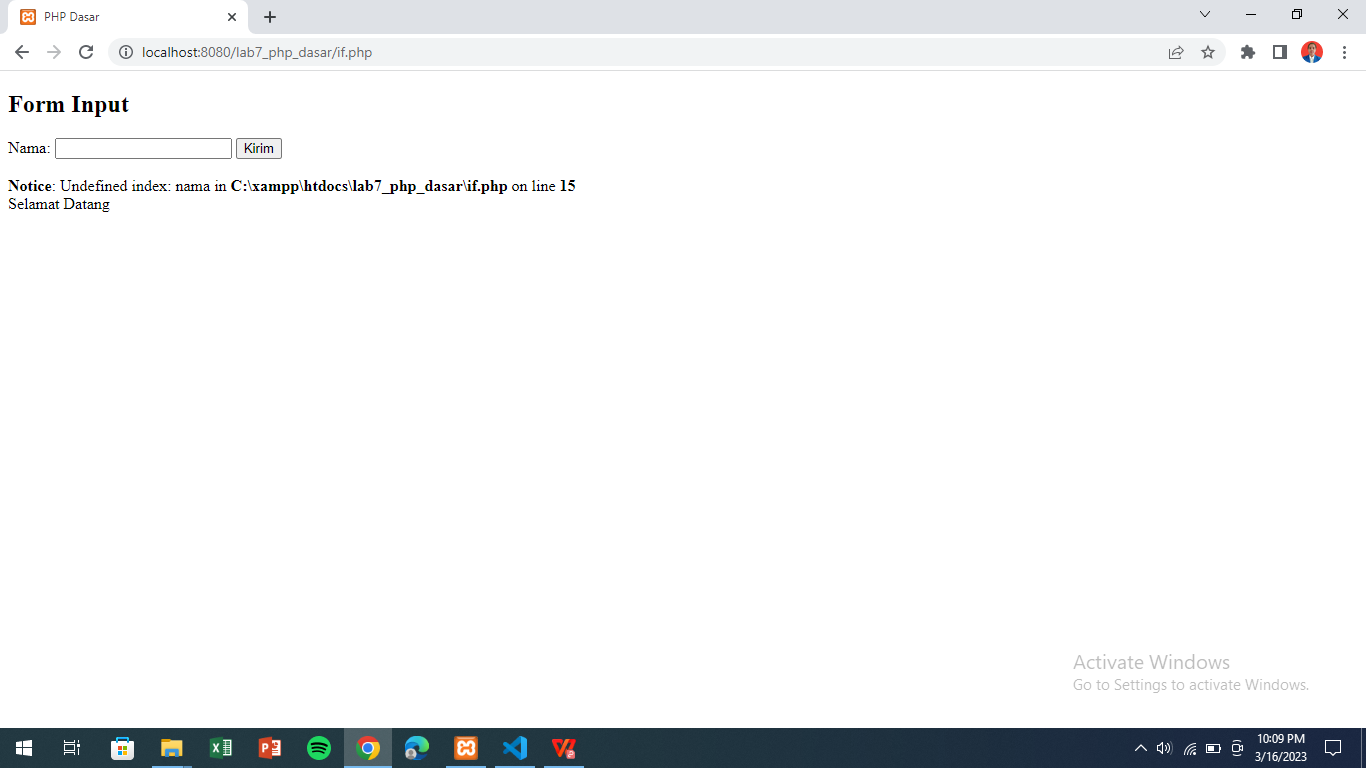 PHP Dasar
localhost:8080/lab7_php_dasar/if.php
Form Input
Nama:
Kirim
Notice: Undefined index: nama in C:\xampp\htdocs\lab7_php_dasar\if.php on line 15
Selamat Datang
Activate Windows
Go to Settings to activate Windows.
10:09 PM
3/16/2023